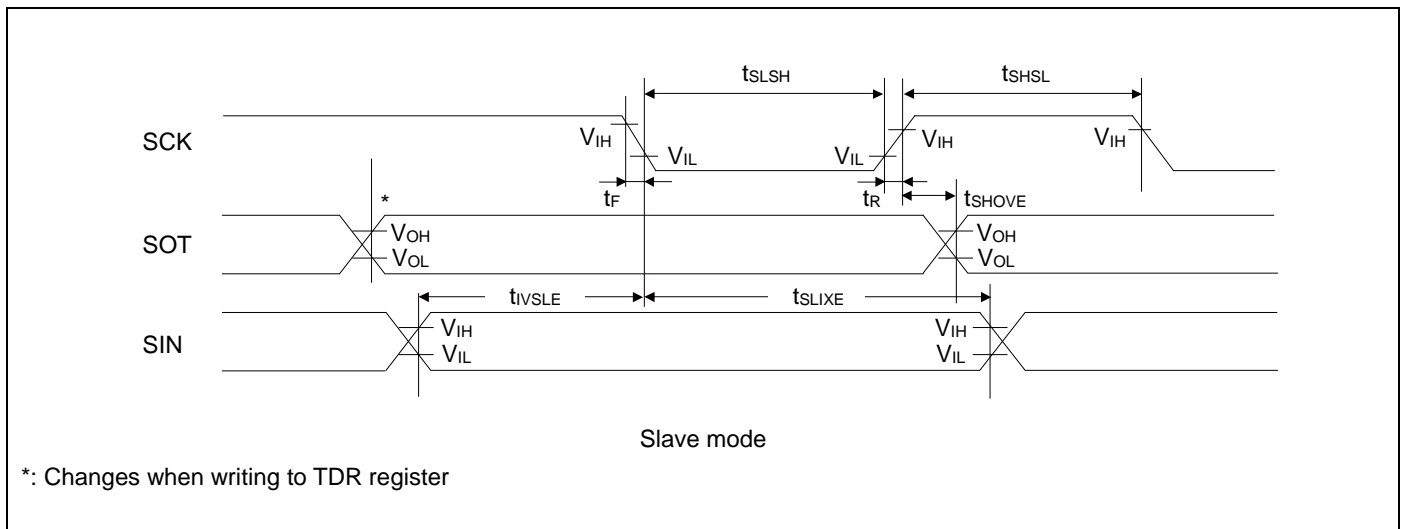 tSLSH tSHSL
SCK VIH VIL VIL VIH VIH
tF tR tSHOVE
*
SOT VOH VOH
VOL VOL
tIVSLE tSLIXE
SIN VIH VIH
VIL VIL
Slave mode
*: Changes when writing to TDR register